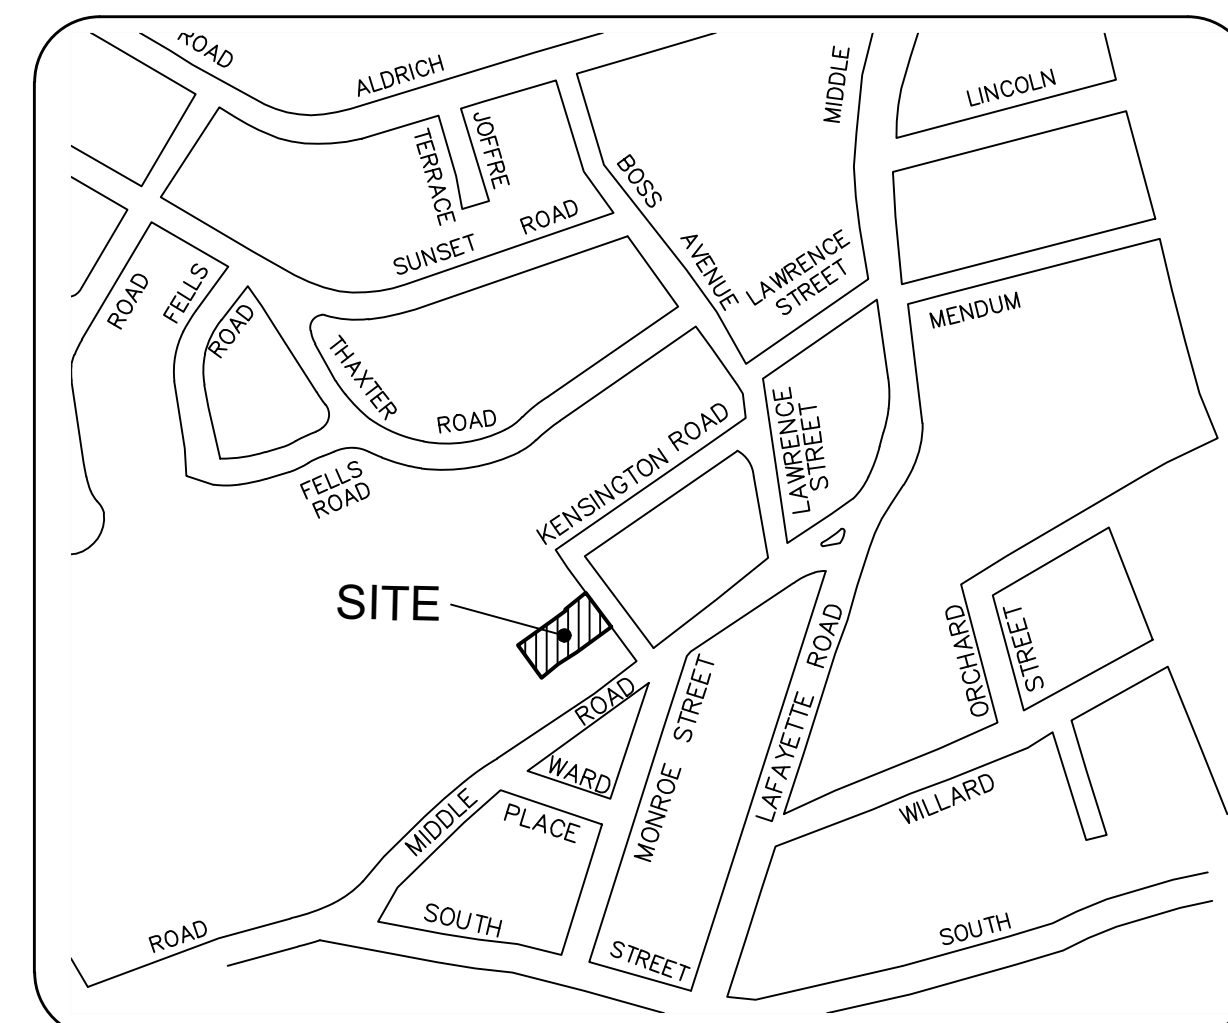 ROAD
ALDRICH
MIDDLE
LINCOLN
TERRACE
JOFFRE
BOSS
AVENUE
SUNSET ROAD
LAWRENCE
STREET
MENDUM
ROAD
FELLS
ROAD
THAXTER
ROAD
FELLS
ROAD
KENSINGTON ROAD
LAWRENCE
STREET
SITE
ORCHARD
STREET
LAFAYETTE ROAD
MONROE STREET
MIDDLE
ROAD
WARD
PLACE
WILLARD
ROAD
SOUTH
STREET
SOUTH